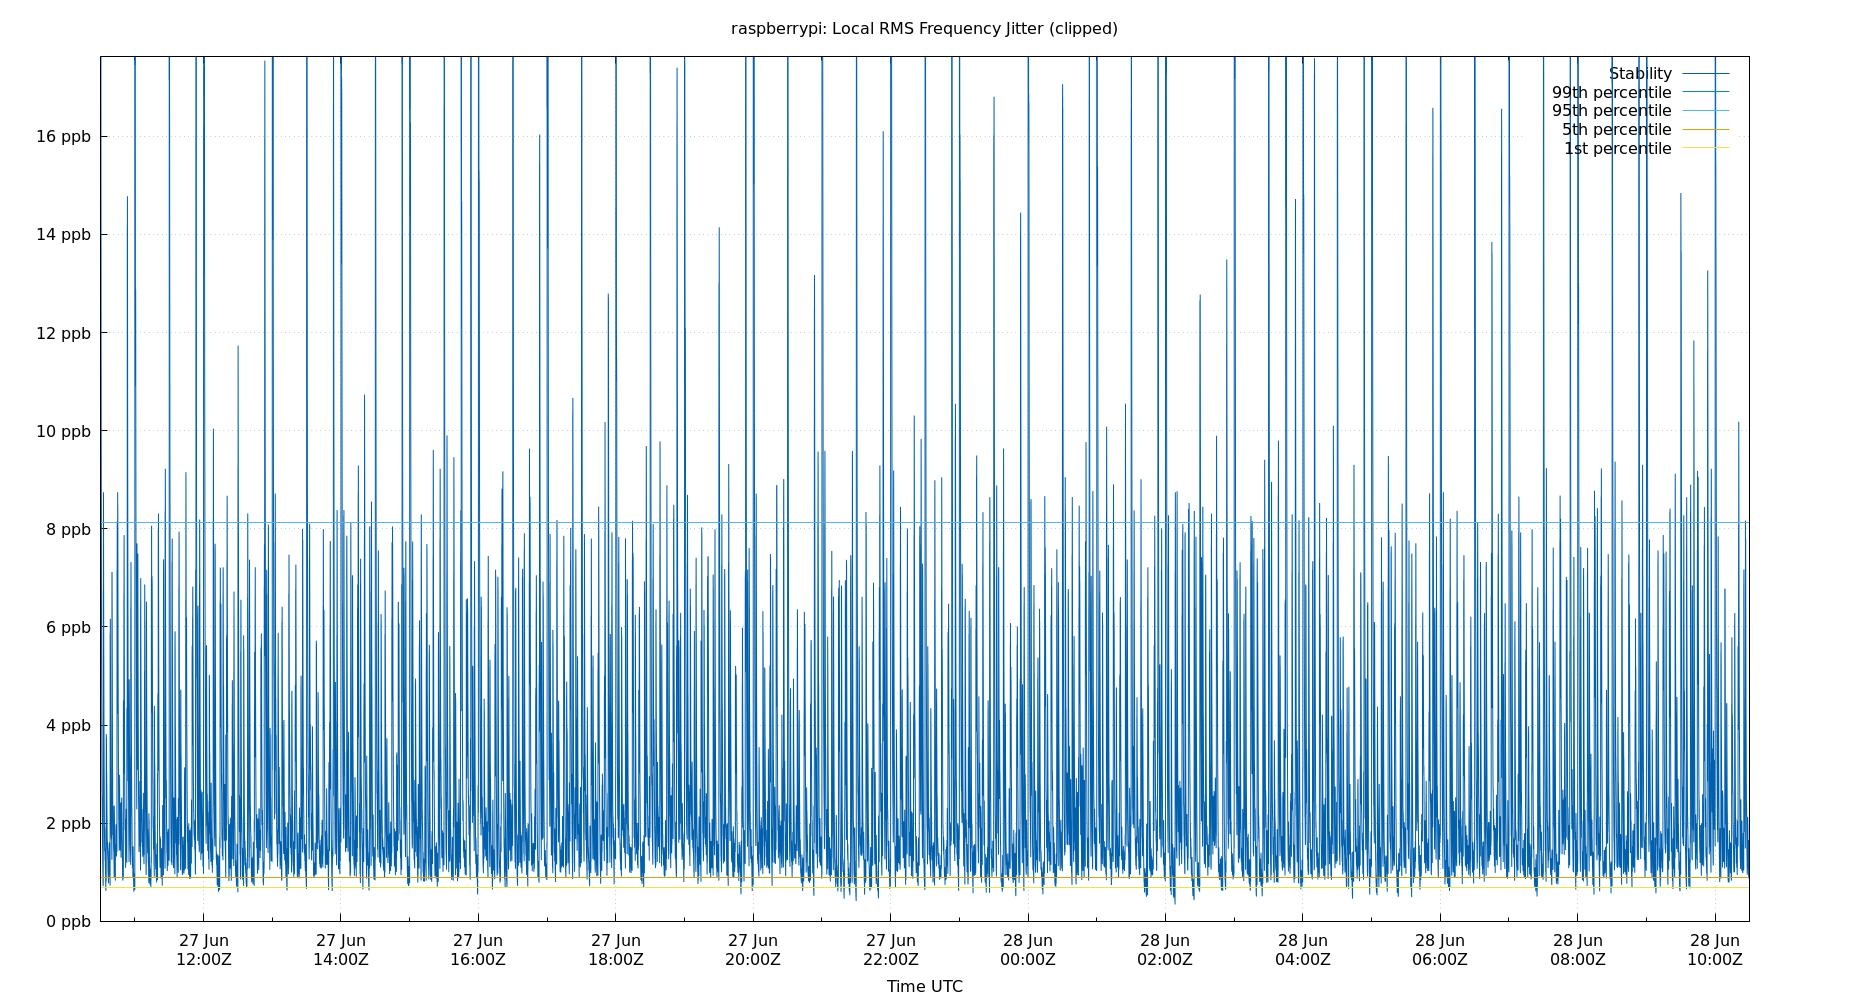 raspberrypi: Local RMS Frequency Jitter (clipped)
Stability
99th percentile
95th percentile
5th percentile
1st percentile
16 ppb
14 ppb
12 ppb
10 ppb
8 ppb
6 ppb
4 ppb
2 ppb
0 ppb
27 Jun 27 Jun 27 Jun 27 Jun 27 Jun 27 Jun 28 Jun 28 Jun 28 Jun 28 Jun 28 Jun 28 Jun
12:00Z 14:00Z 16:00Z 18:00Z 20:00Z 22:00Z 00:00Z 02:00Z 04:00Z 06:00Z 08:00Z 10:00Z
Time UTC